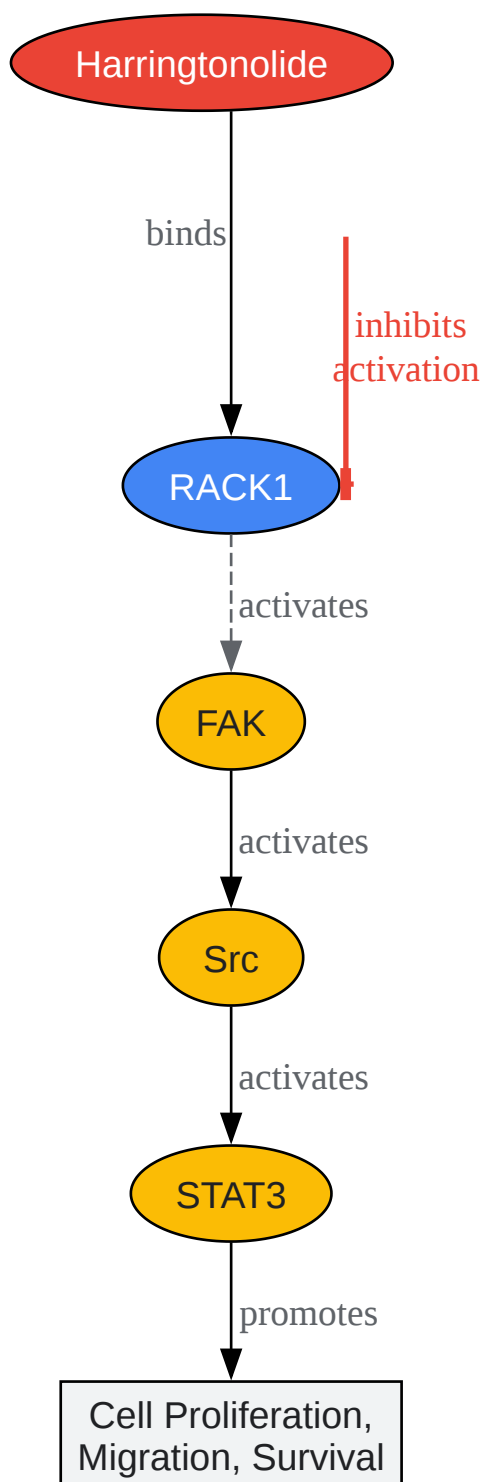 Harringtonolide
binds
inhibits
activation
RACK1
activates
FAK
activates
Src
activates
STAT3
promotes
Cell Proliferation,
Migration, Survival